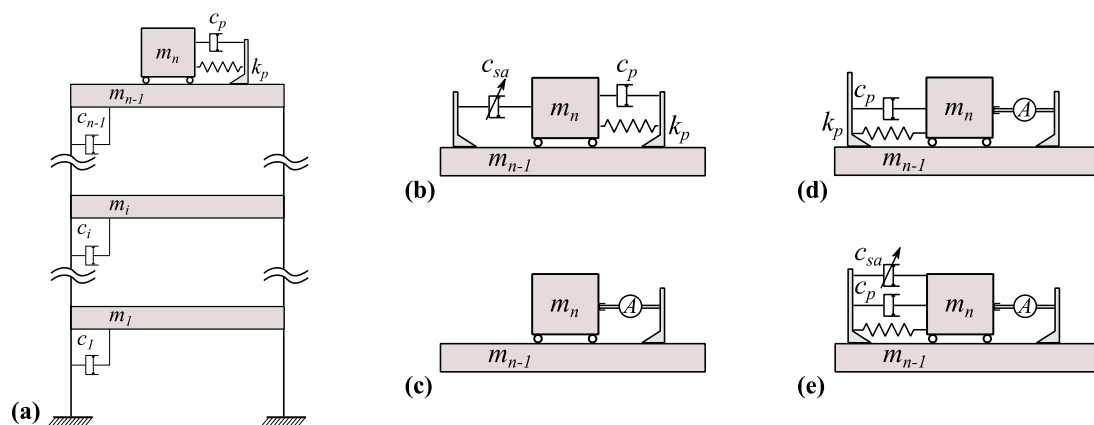 c_p
m_n
k_p
m_{n-1}
c_{n-1}
m_i
c_i
m_1
c_1
(a)
c_{sa}
c_p
m_n
k_p
m_{n-1}
(b)
m_n
A
m_{n-1}
(c)
c_p
m_n
A
k_p
m_{n-1}
(d)
c_{sa}
c_p
m_n
A
m_{n-1}
(e)